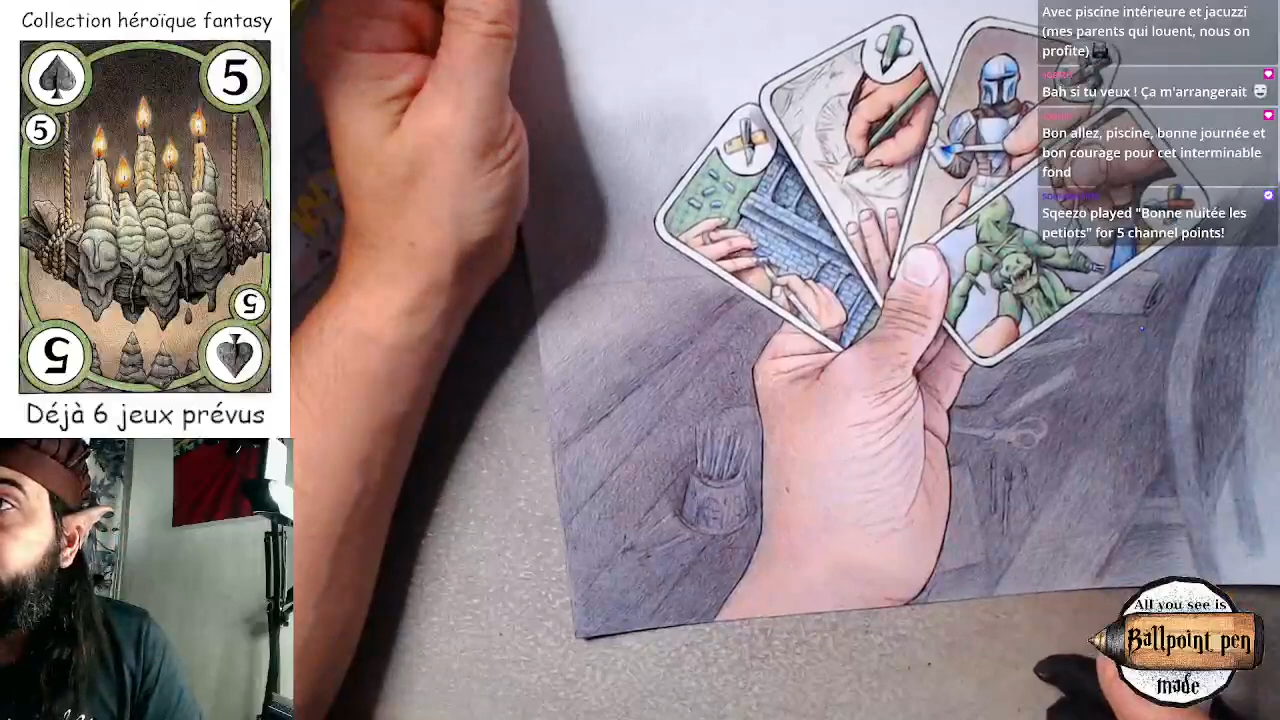 Collection héroïque fantasy
5
5
5
5
Déjà 6 jeux prévus
Avec piscine intérieure et jacuzzi
(mes parents qui louent, nous on
profite)
Bah si tu veux ! Ça m'arrangerait
Bon allez, piscine, bonne journée et
bon courage pour cet interminable
fond
Sqeezo played "Bonne nuitée les
petiots" for 5 channel points!
All you see is
Ballpoint pen
made